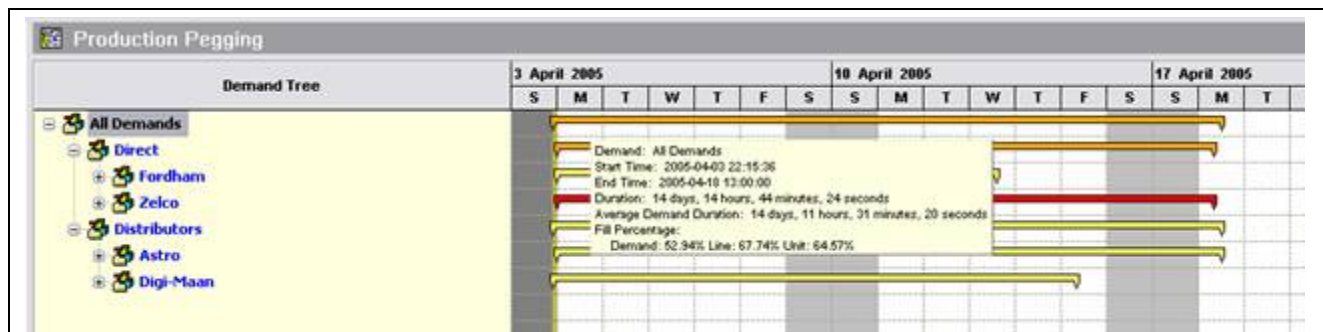 Production Pegging
Demand Tree
3 April 2005 10 April 2005 17 April 2005
S M T W T F S S M T W T F S S M T
All Demands
Direct
Fordham
Zelco
Distributors
Astro
Digi-Maan
Demand: All Demands
Start Time: 2005-04-03 22:15:36
End Time: 2005-04-18 13:00:00
Duration: 14 days, 14 hours, 44 minutes, 24 seconds
Average Demand Duration: 14 days, 11 hours, 31 minutes, 20 seconds
Fill Percentage:
Demand: 52.94% Line: 67.74% Unit: 64.57%